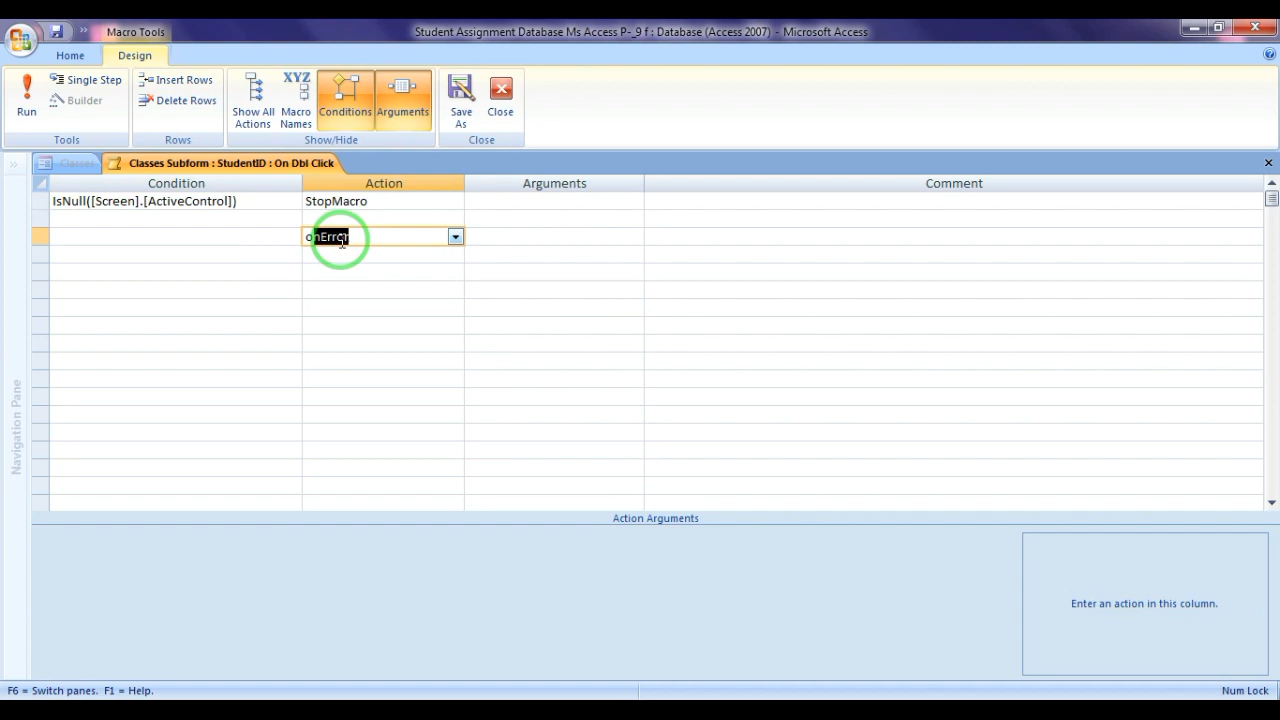 Macro Tools
Student Assignment Database Ms Access P-_9 f : Database (Access 2007) - Microsoft Access
Home Design
Run
Single Step
Builder
Tools
Insert Rows
Delete Rows
Rows
Show All Actions
XYZ
Macro Names
Conditions
Arguments
Show/Hide
Save As
Close
Close
Classes
Classes Subform : StudentID : On Dbl Click
Condition Action Arguments Comment
IsNull([Screen].[ActiveControl]) StopMacro
onError
Navigation Pane
Action Arguments
Enter an action in this column.
F6 = Switch panes. F1 = Help.
Num Lock